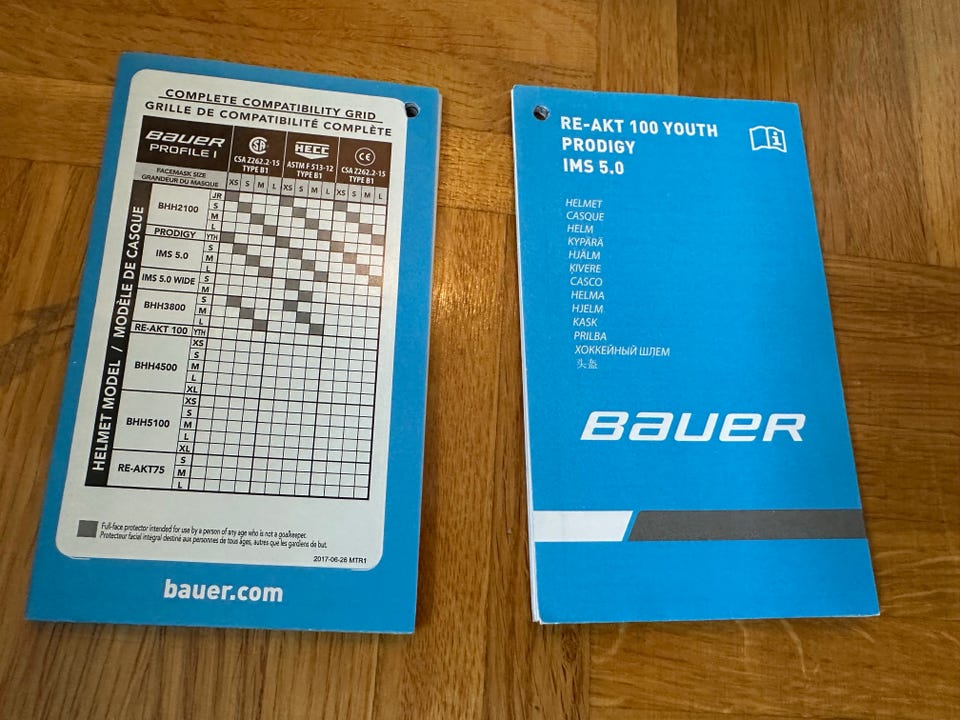 COMPLETE COMPATIBILITY GRID
GRILLE DE COMPATIBILITÉ COMPLÈTE
BAUER
PROFILE I
CSA Z262.2-15
TYPE B1
HECC
ASTM F 513-12
TYPE B1
CE
CSA Z262.2-15
TYPE B1
FACEMASK SIZE
GRANDEUR DU MASQUE
XS S M L XS S M L XS S M L
HELMET MODEL / MODÈLE DE CASQUE
BHH2100
JR
S
M
L
PRODIGY YTH
IMS 5.0
S
M
L
IMS 5.0 WIDE
S
M
BHH3800
S
M
L
RE-AKT 100 YTH
BHH4500
XS
S
M
L
XL
BHH5100
XS
S
M
L
XL
RE-AKT75
S
M
L
Full-face protector intended for use by a person of any age who is not a goalkeeper.
Protecteur facial intégral destiné aux personnes de tous âges, autres que les gardiens de but.
2017-06-26 MTR1
bauer.com
RE-AKT 100 YOUTH
PRODIGY
IMS 5.0
HELMET
CASQUE
HELM
KYPÄRÄ
HJÄLM
ĶIVERE
CASCO
HELMA
HJELM
KASK
PRILBA
ХОККЕЙНЫЙ ШЛЕМ
头盔
BAUER